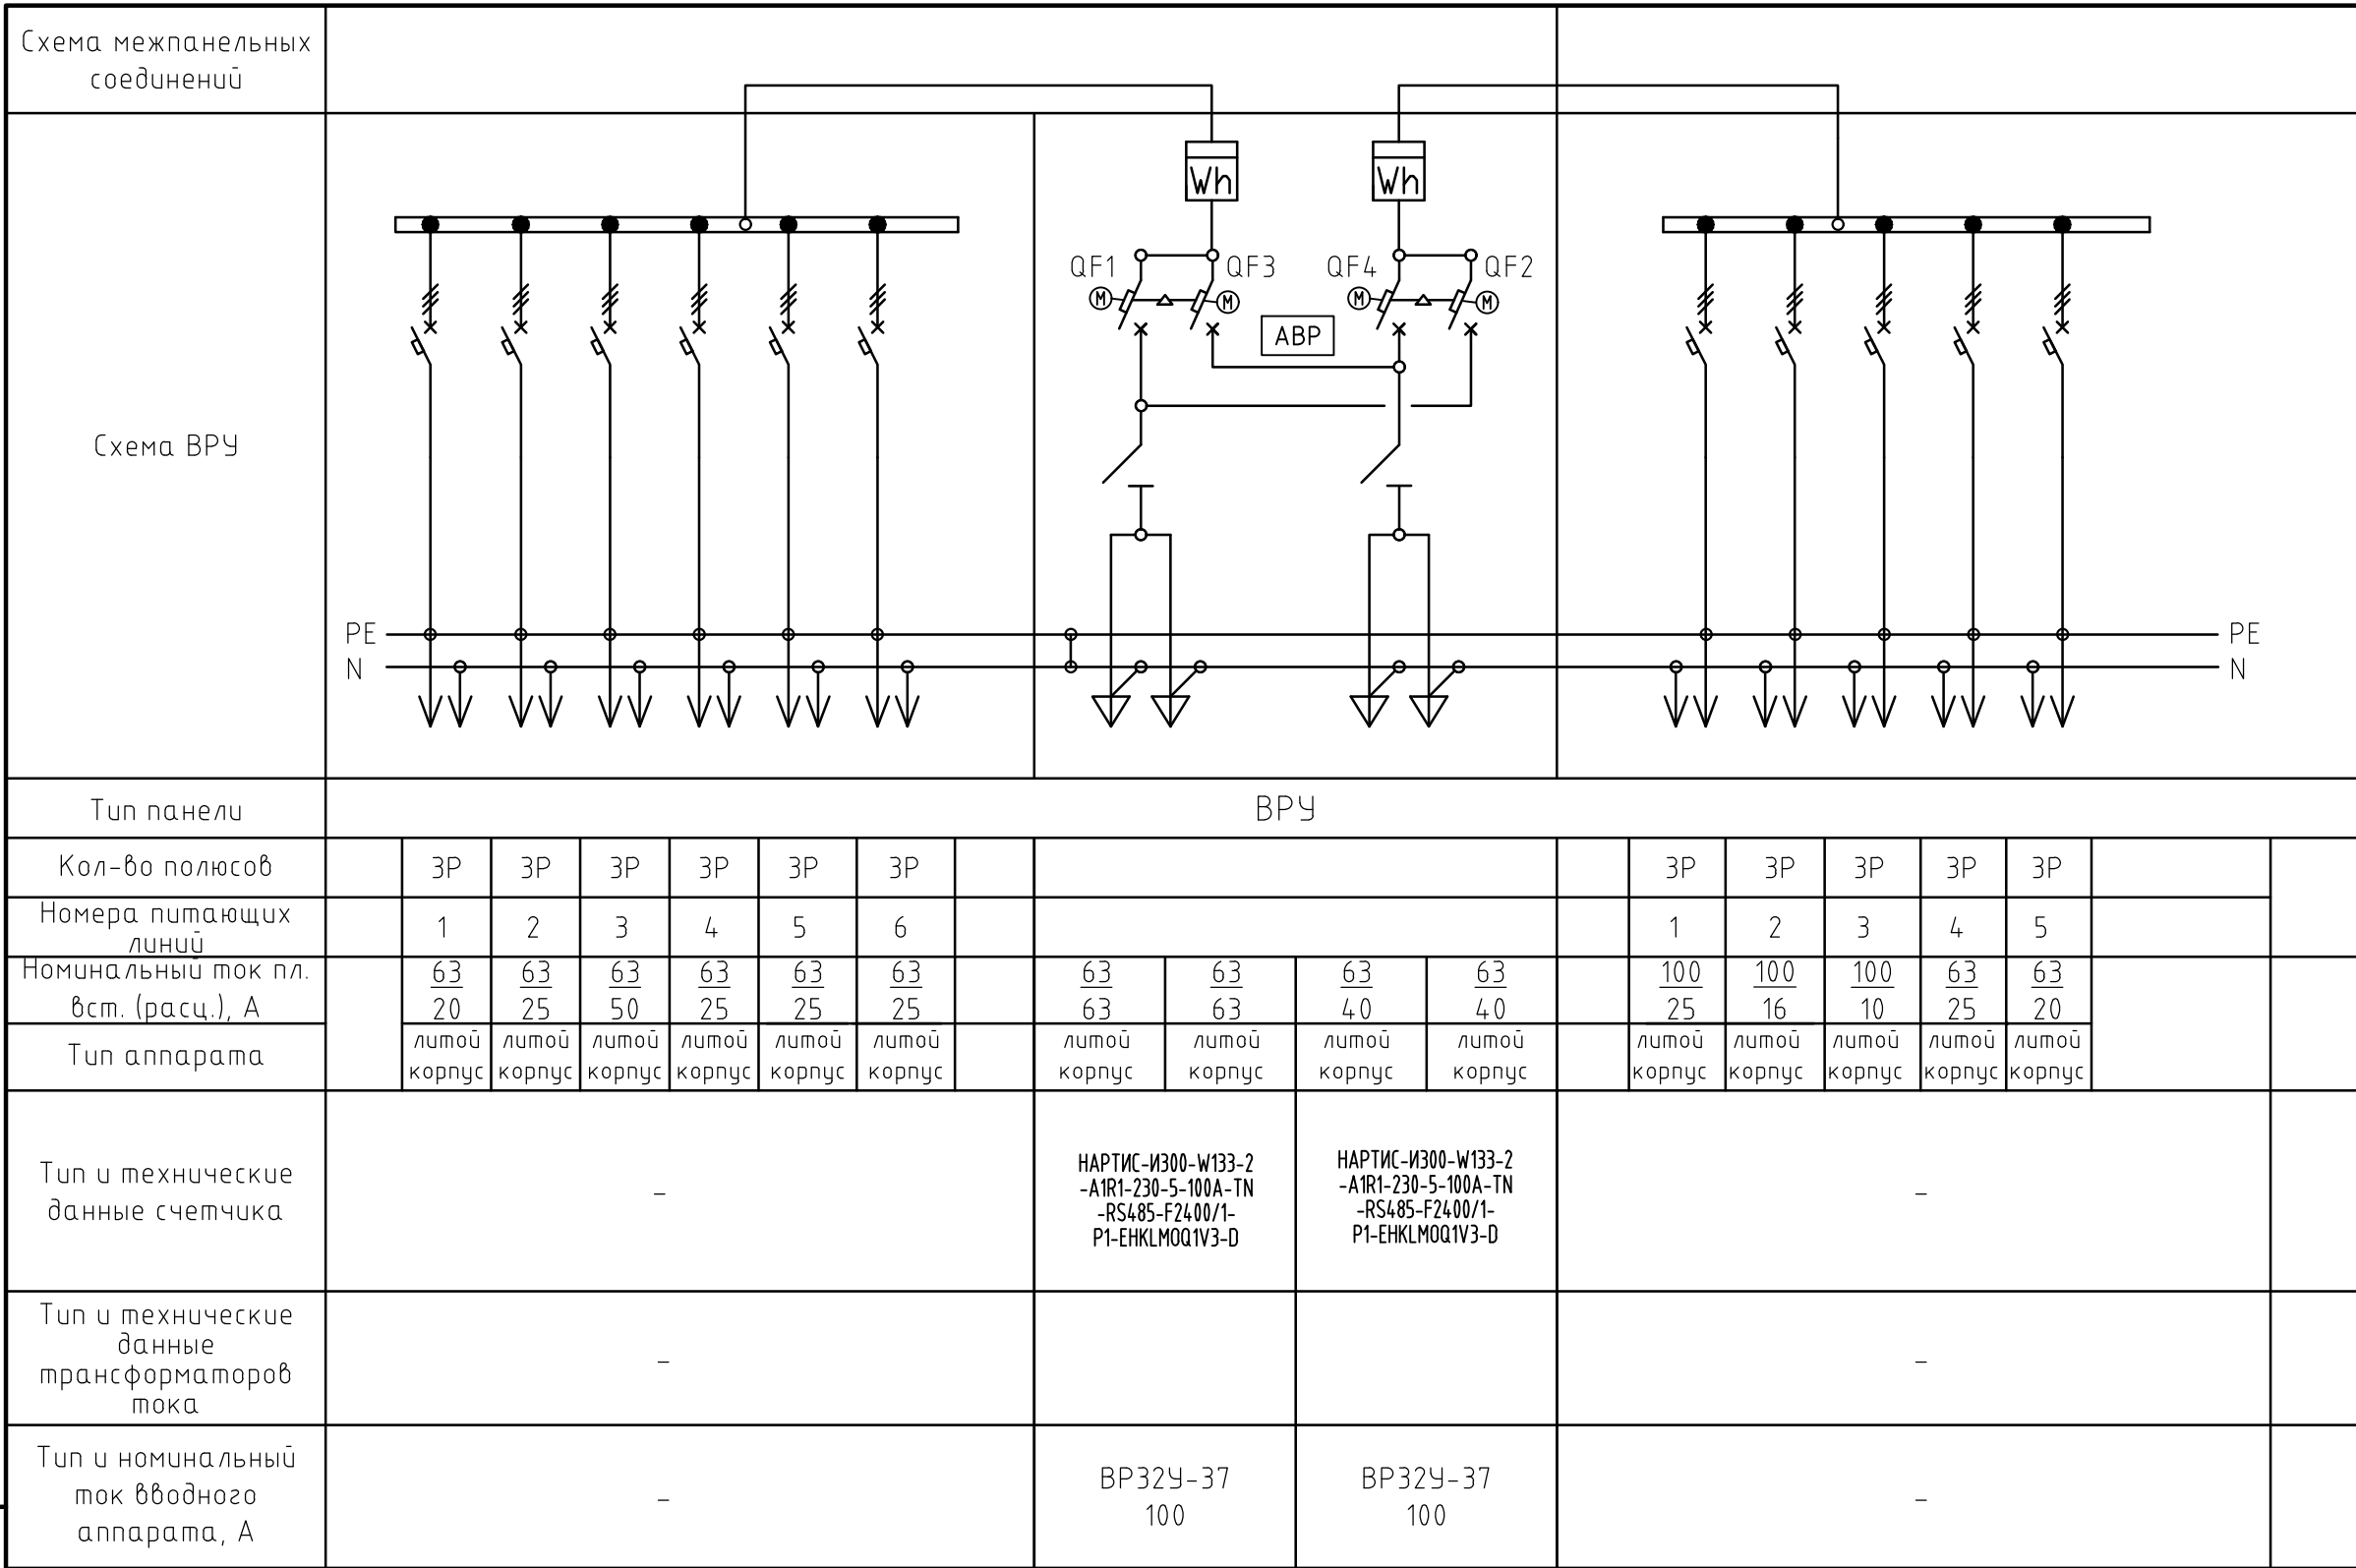 Схема межпанельных
соединений
Схема ВРУ
Wh
Wh
QF1
QF3
QF4
QF2
M
M
M
M
АВР
PE
N
PE
N
Тип панели
ВРУ
Кол-во полюсов
3P 3P 3P 3P 3P 3P 3P 3P 3P 3P 3P
Номера питающих
линий
1 2 3 4 5 6 1 2 3 4 5
Номинальный ток пл.
вст. (расц.), А
63 63 63 63 63 63 63 63 63 63 100 100 100 63 63
20 25 50 25 25 25 63 63 40 40 25 16 10 25 20
Тип аппарата
литой литой литой литой литой литой литой литой литой литой литой литой литой литой литой
корпус корпус корпус корпус корпус корпус корпус корпус корпус корпус корпус корпус корпус корпус корпус
Тип и технические
данные счетчика
-
НАРТИС-И300-W133-2
-A1R1-230-5-100A-TN
-RS485-F2400/1-
P1-EHKLMOQ1V3-D
НАРТИС-И300-W133-2
-A1R1-230-5-100A-TN
-RS485-F2400/1-
P1-EHKLMOQ1V3-D
-
Тип и технические
данные
трансформаторов
тока
-
-
Тип и номинальный
ток вводного
аппарата, А
-
ВР32У-37
100
ВР32У-37
100
-